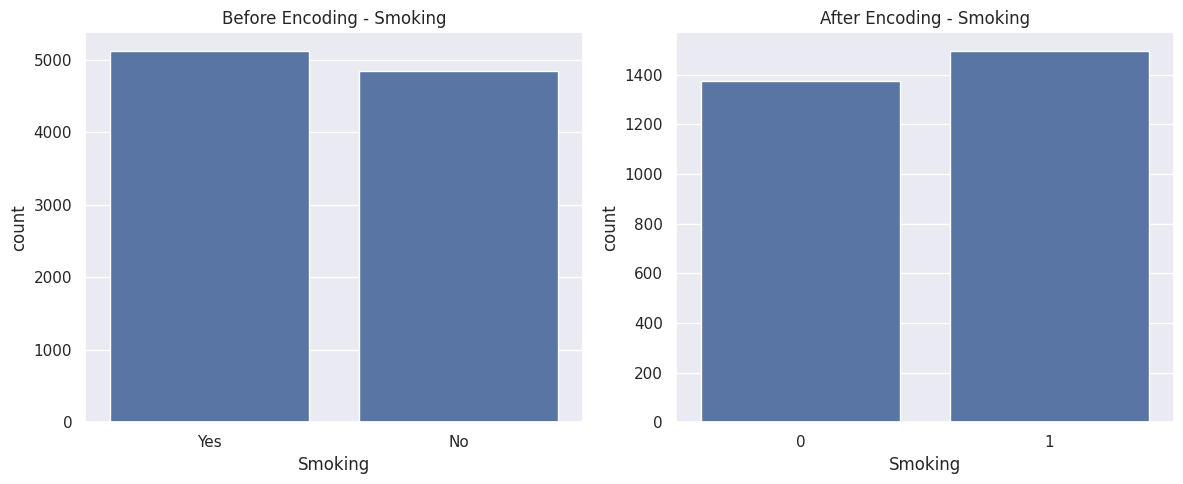 Before Encoding - Smoking
5000
4000
3000
2000
1000
0
count
Yes
No
Smoking
After Encoding - Smoking
1400
1200
1000
800
600
400
200
0
count
0
1
Smoking